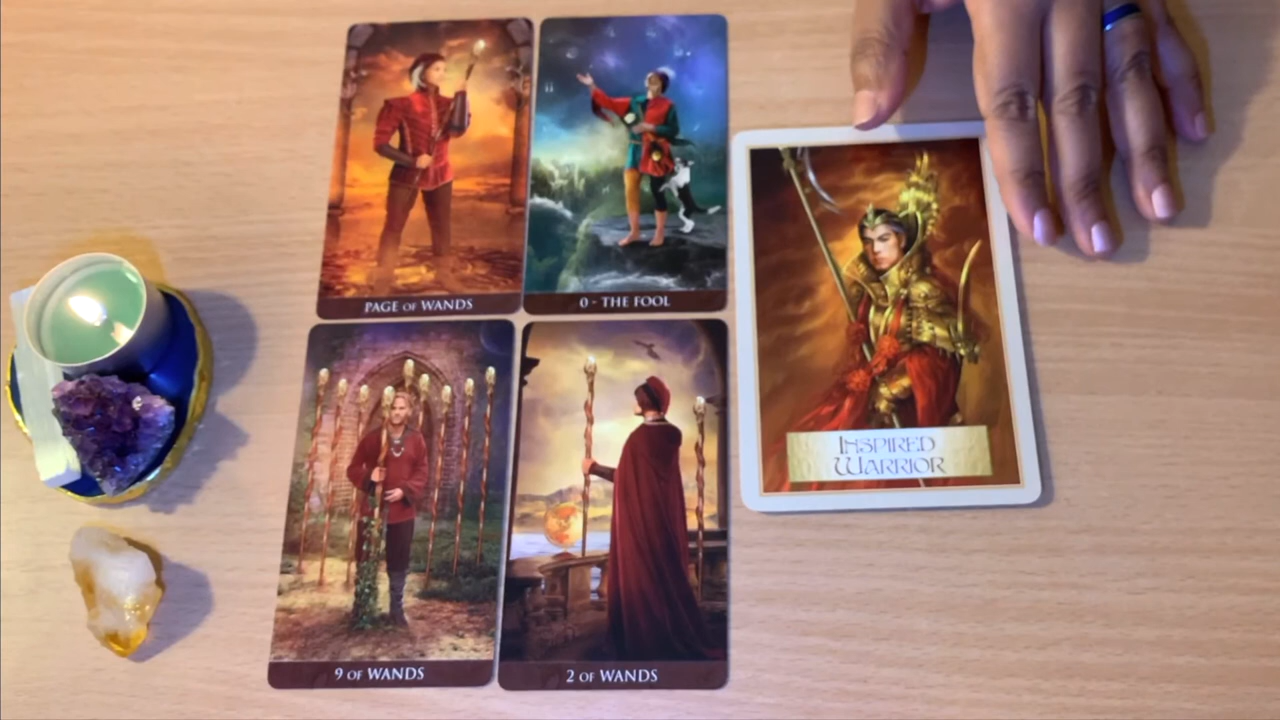 PAGE OF WANDS
0 - THE FOOL
INSPIRED
WARRIOR
9 OF WANDS
2 OF WANDS